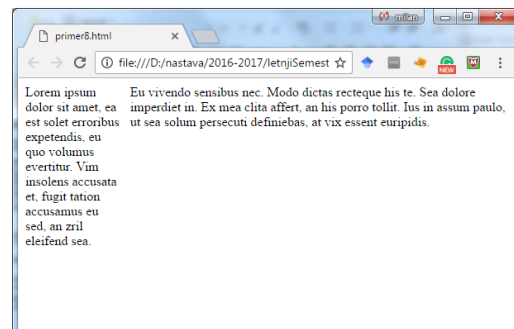 milan
primer8.html
file:///D:/nastava/2016-2017/letnjiSemest
NEW
Lorem ipsum
dolor sit amet, ea
est solet erroribus
expetendis, eu
quo volumus
evertitur. Vim
insolens accusata
et, fugit tation
accusamus eu
sed, an zril
eleifend sea.
Eu vivendo sensibus nec. Modo dictas recteque his te. Sea dolore
imperdiet in. Ex mea clita affert, an his porro tollit. Ius in assum paulo,
ut sea solum persecuti definiebas, at vix essent euripidis.